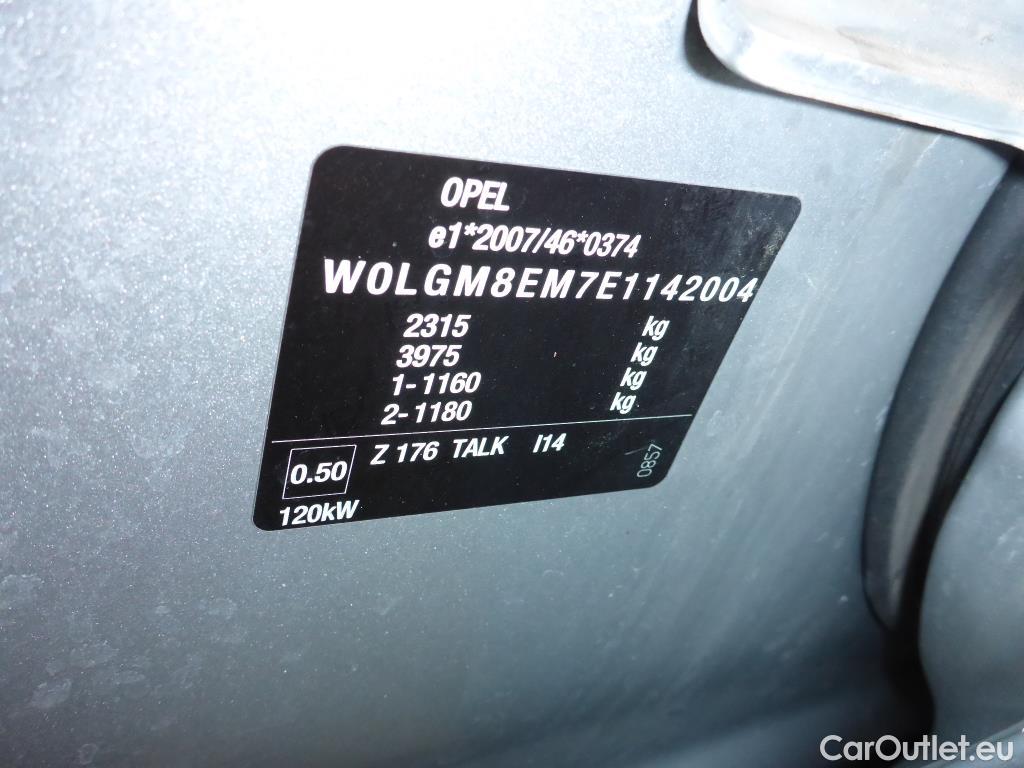 OPEL
e1*2007/46*0374
W0LGM8EM7E1142004
2315 kg
3975 kg
1-1160 kg
2-1180 kg
0.50 Z 176 TALK I14 0857
120kW
CarOutlet.eu